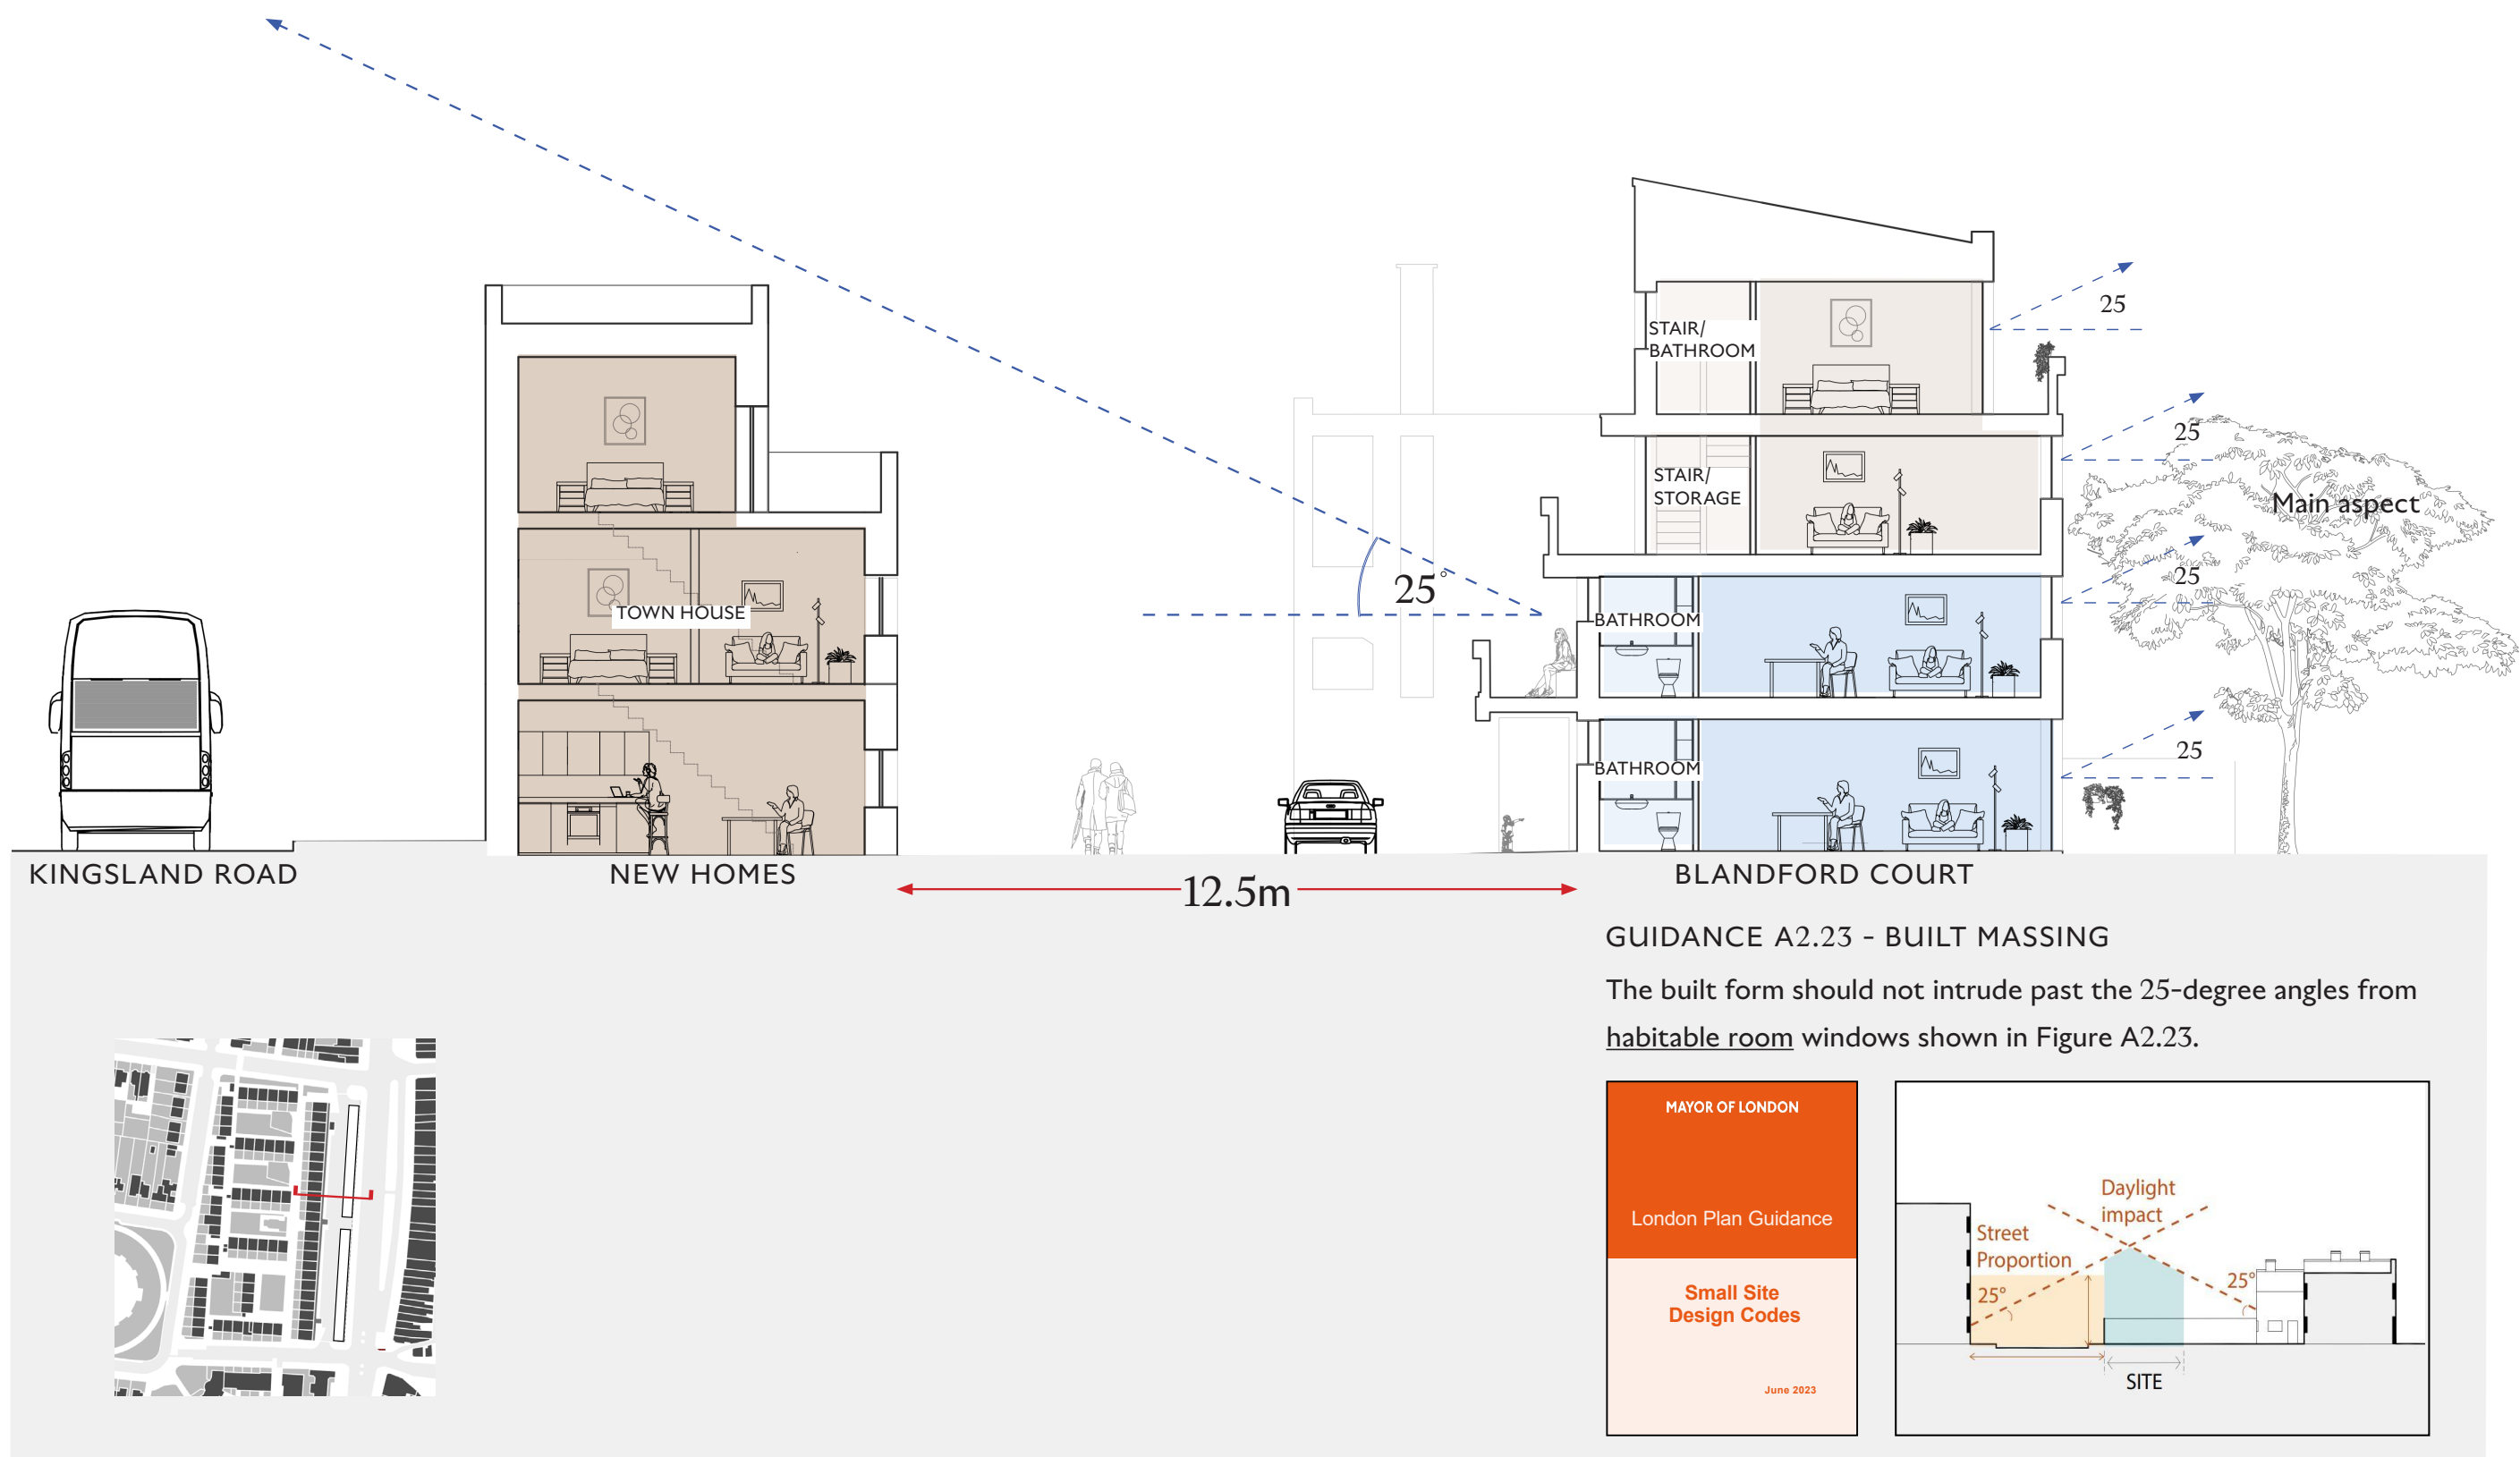 25
STAIR/
BATHROOM
25
STAIR/
STORAGE
Main aspect
25°
25
TOWN HOUSE
BATHROOM
25
BATHROOM
KINGSLAND ROAD
NEW HOMES
12.5m
BLANDFORD COURT
GUIDANCE A2.23 - BUILT MASSING
The built form should not intrude past the 25-degree angles from
habitable room windows shown in Figure A2.23.
MAYOR OF LONDON
London Plan Guidance
Small Site
Design Codes
June 2023
Daylight
impact
Street
Proportion
25°
25°
SITE